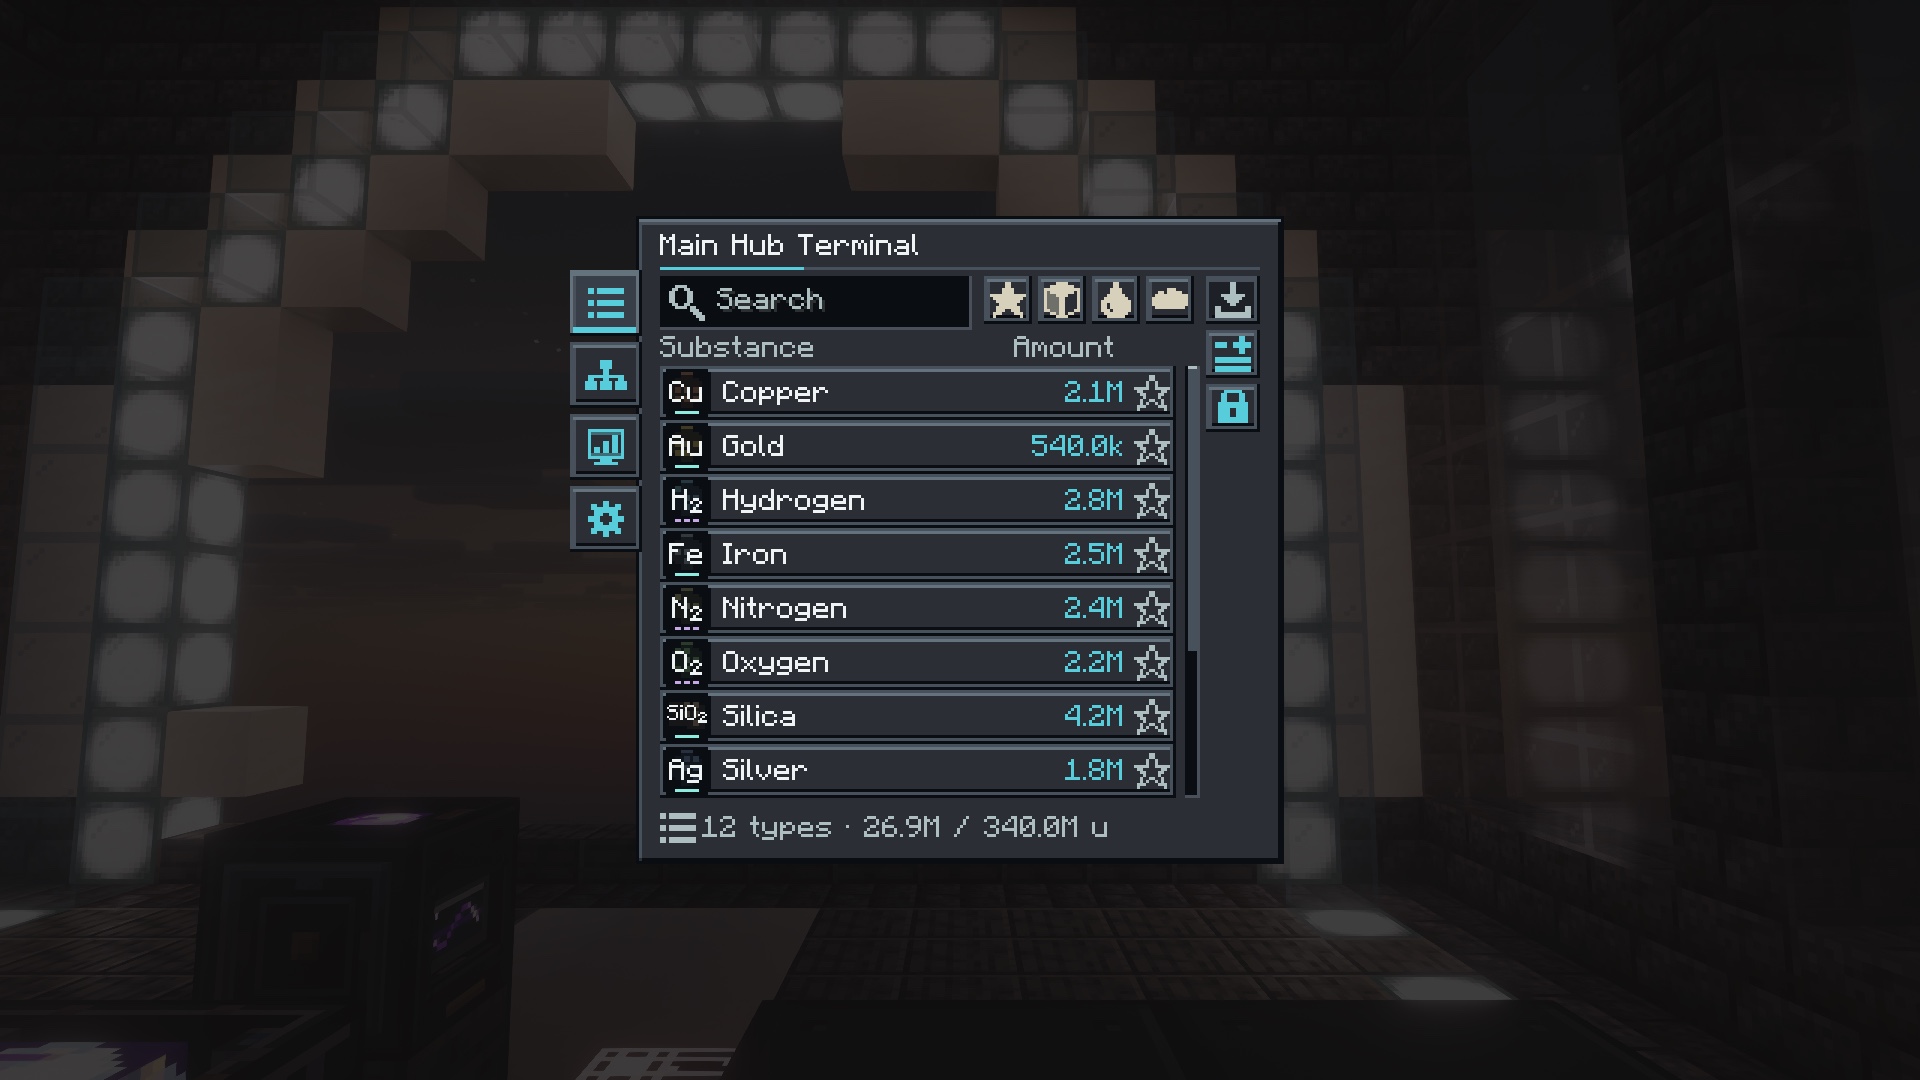 Main Hub Terminal
Search
Substance Amount
Cu Copper 2.1M
Au Gold 540.0k
H₂ Hydrogen 2.8M
Fe Iron 2.5M
N₂ Nitrogen 2.4M
O₂ Oxygen 2.2M
SiO₂ Silica 4.2M
Ag Silver 1.8M
12 types · 26.9M / 340.0M u